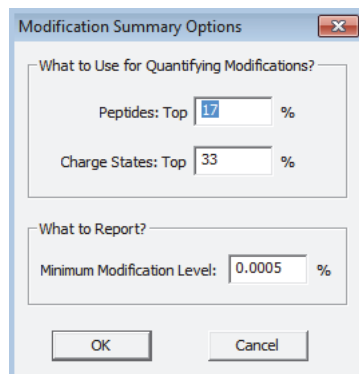 Modification Summary Options
What to Use for Quantifying Modifications?
Peptides: Top 17 %
Charge States: Top 33 %
What to Report?
Minimum Modification Level: 0.0005 %
OK Cancel